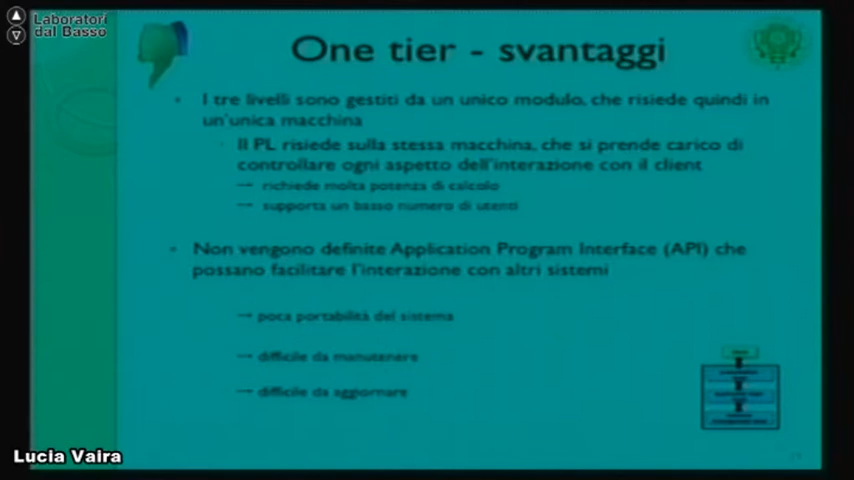 Laboratori
dal Basso
One tier - svantaggi
I tre livelli sono gestiti da un unico modulo, che risiede quindi in
un'unica macchina
Il PL risiede sulla stessa macchina, che si prende carico di
controllare ogni aspetto dell'interazione con il client
→ richiede molta potenza di calcolo
→ supporta un basso numero di utenti
Non vengono definite Application Program Interface (API) che
possano facilitare l'interazione con altri sistemi
→ poca portabilità del sistema
→ difficile da manutenere
→ difficile da aggiornare
Lucia Vaira